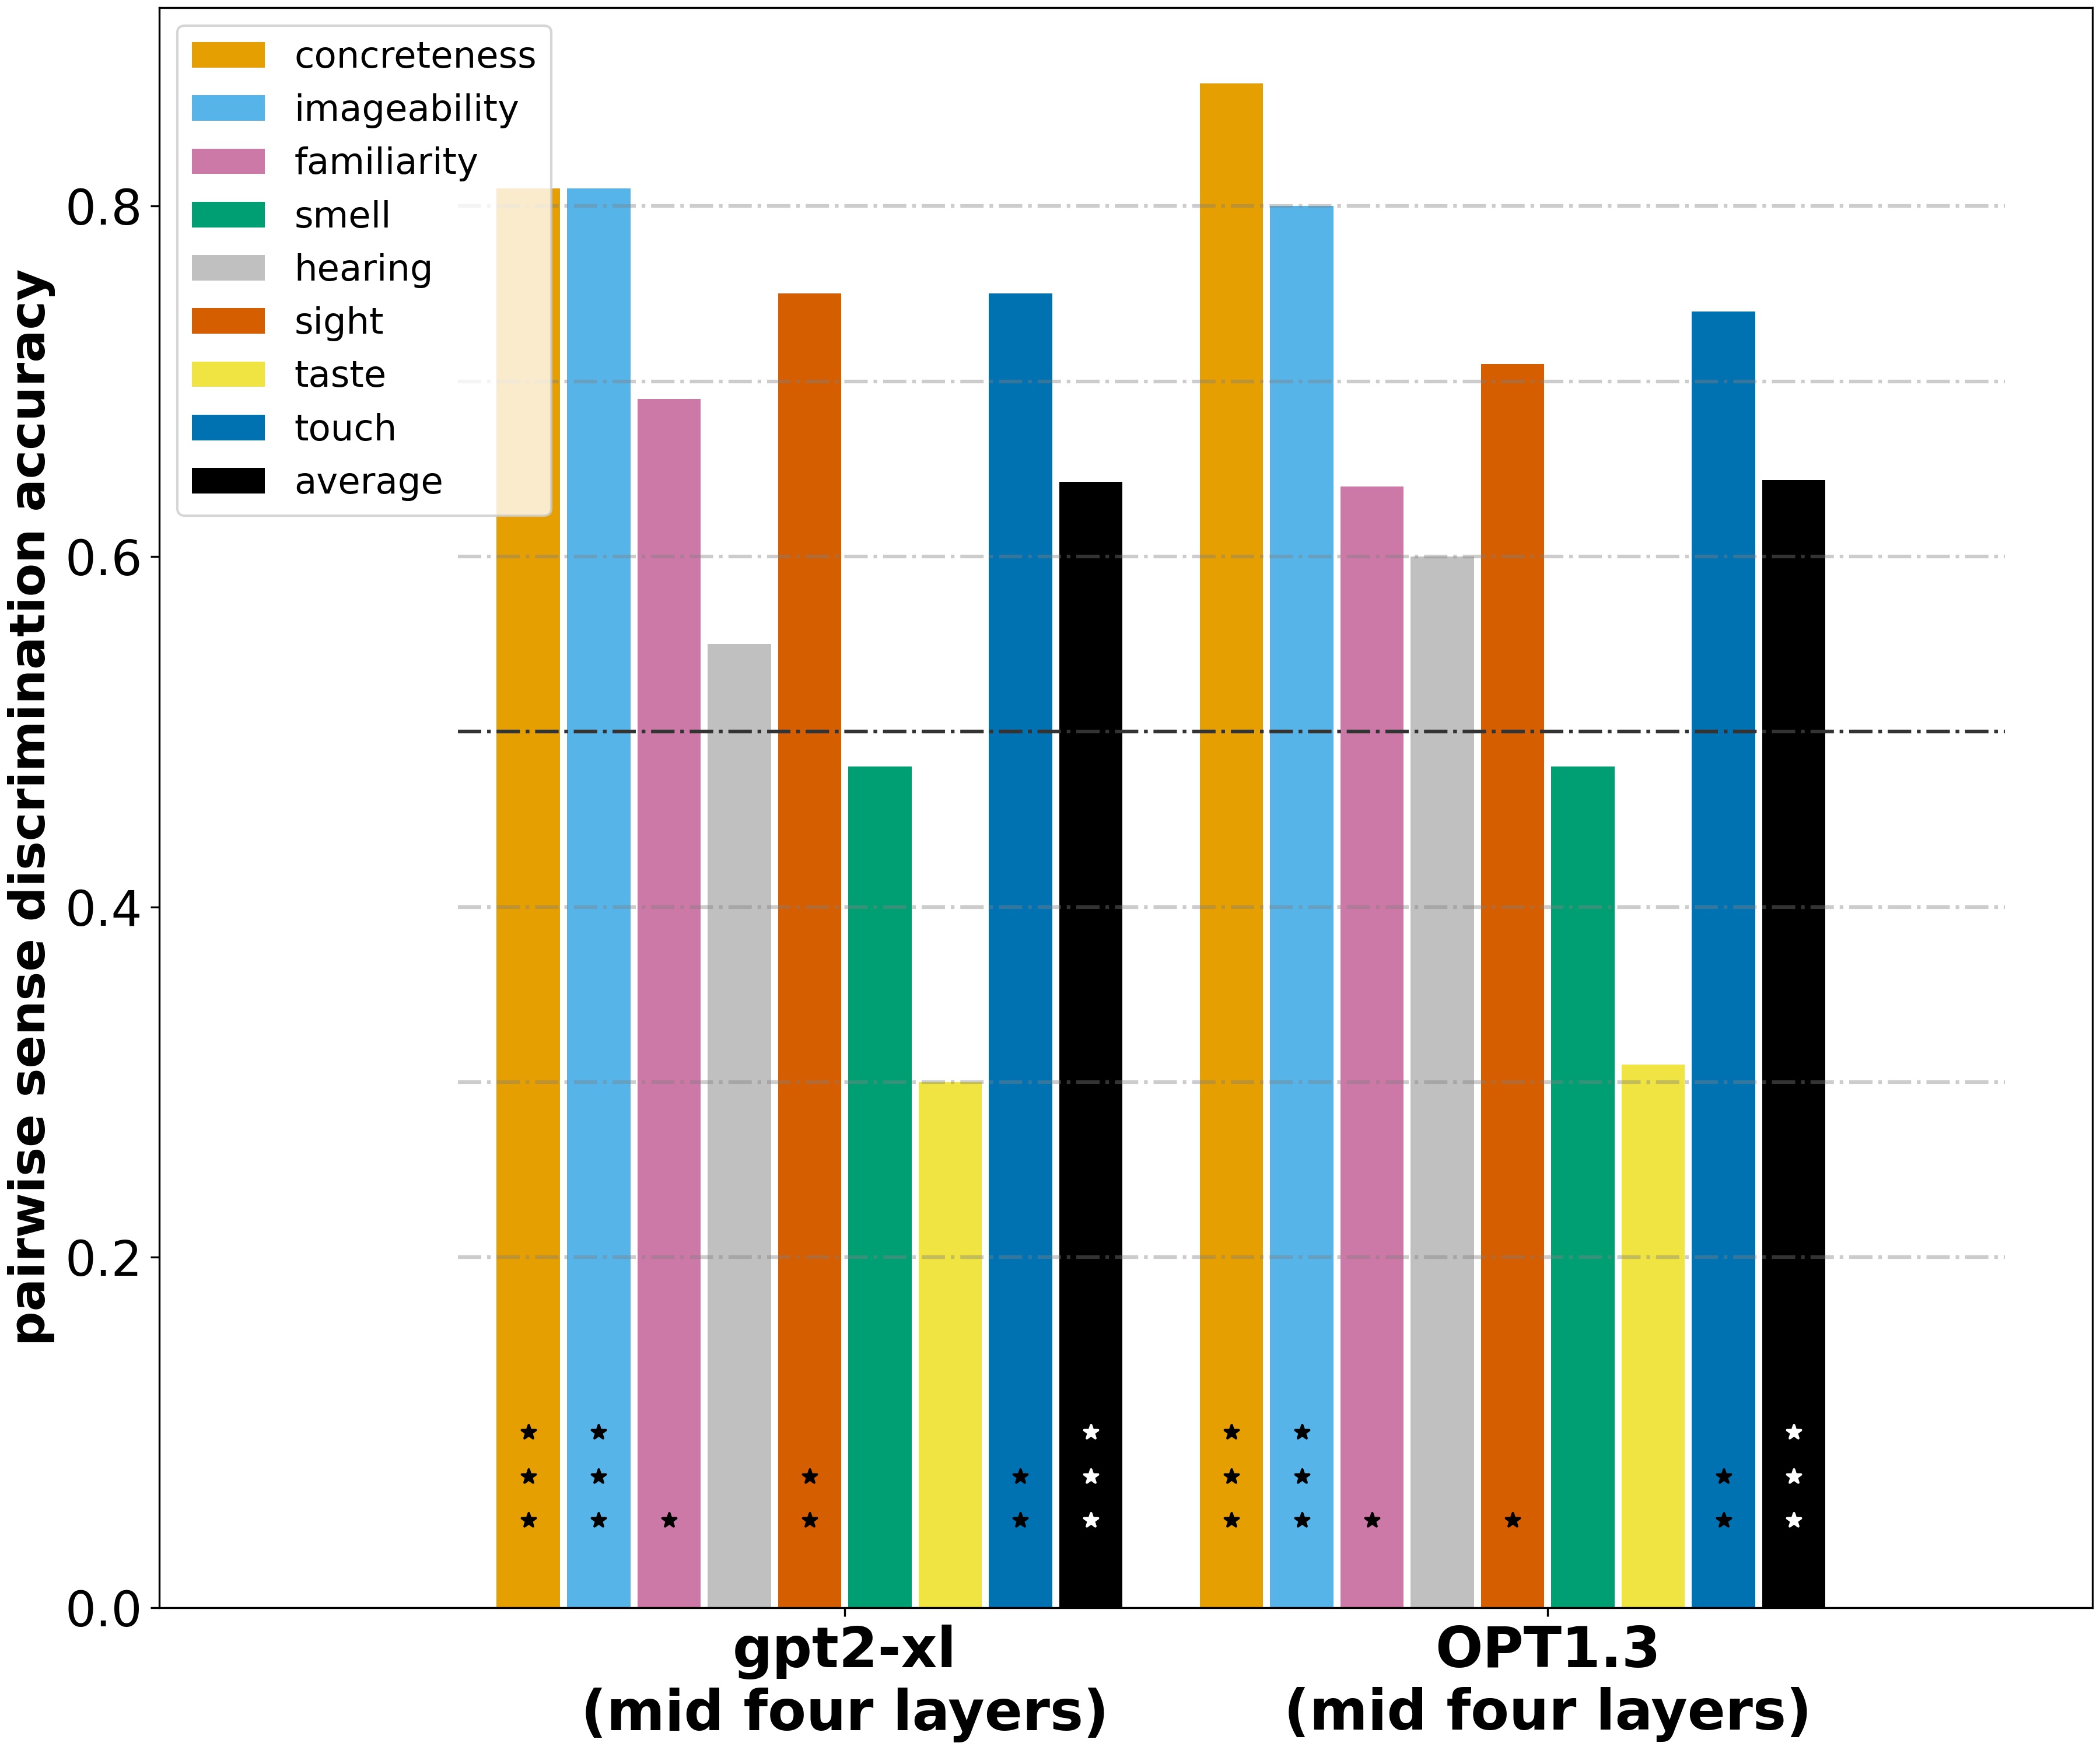 concreteness
imageability
familiarity
smell
hearing
sight
taste
touch
average
pairwise sense discrimination accuracy
0.8
0.6
0.4
0.2
0.0
gpt2-xl
(mid four layers)
OPT1.3
(mid four layers)